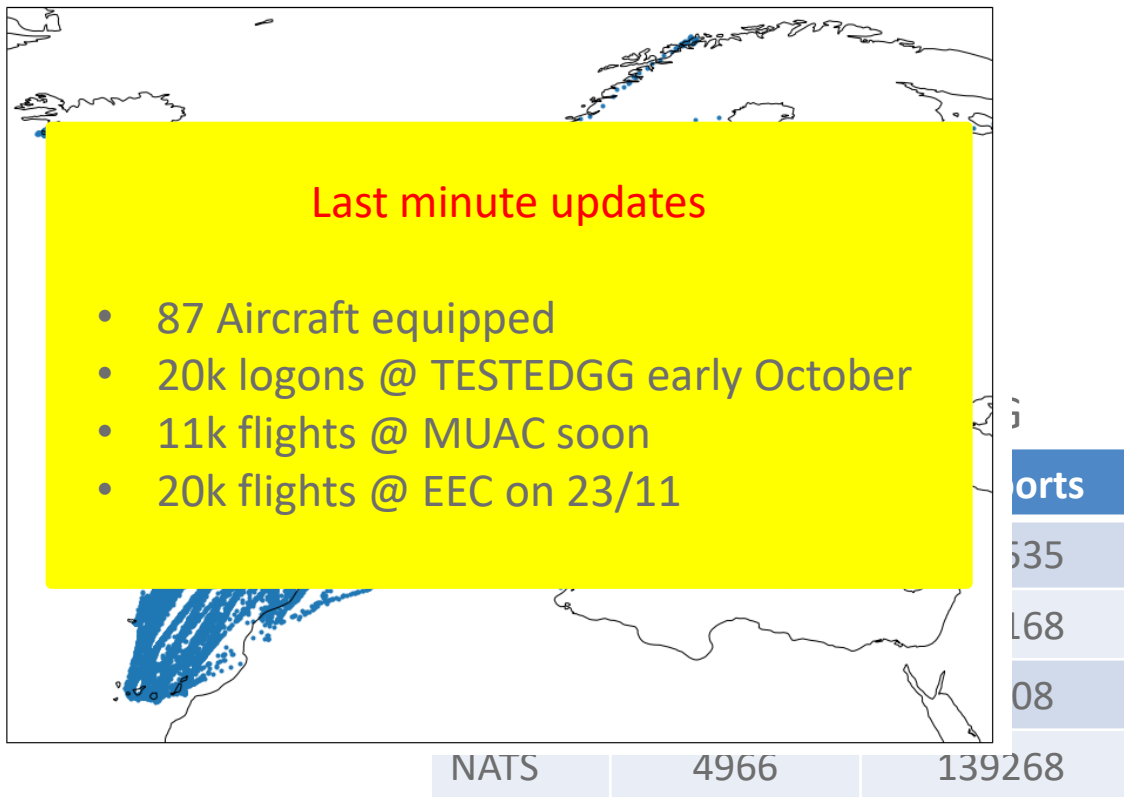 Last minute updates
• 87 Aircraft equipped
• 20k logons @ TESTEDGG early October
• 11k flights @ MUAC soon
• 20k flights @ EEC on 23/11
NATS 4966 139268